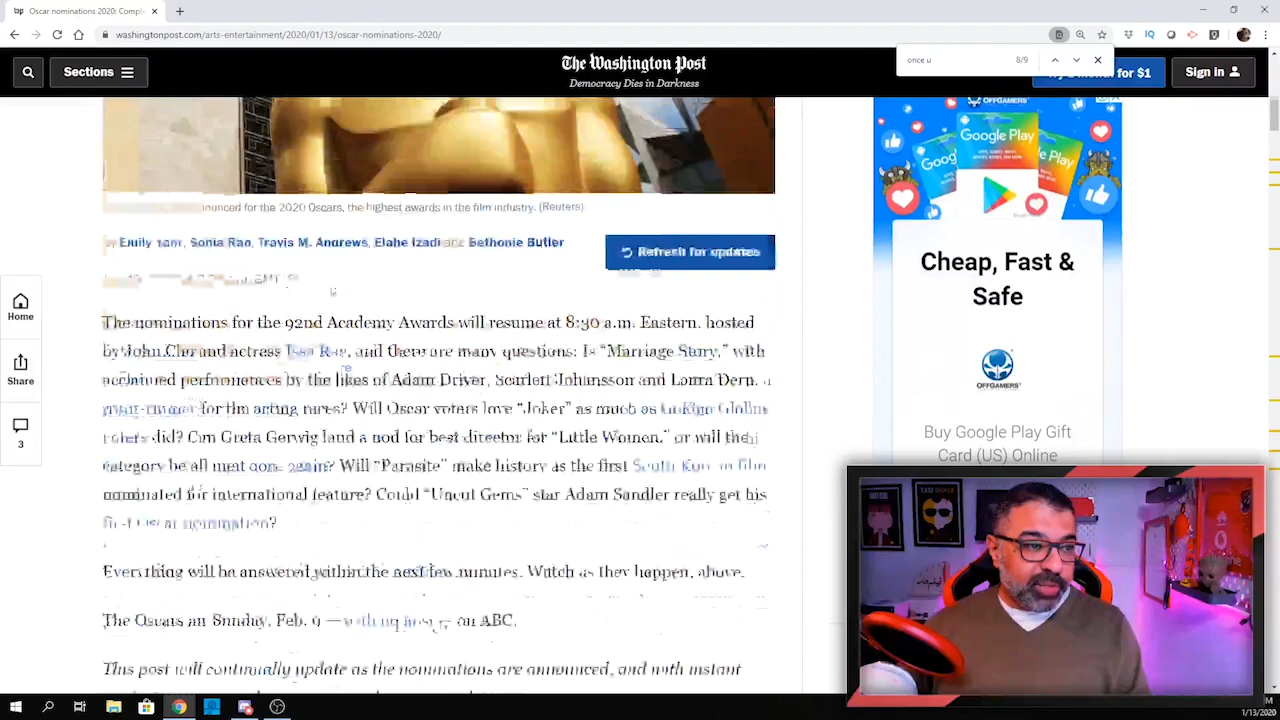 Oscar nominations 2020: Compl
washingtonpost.com/arts-entertainment/2020/01/13/oscar-nominations-2020/
once u
8/9
Sections
The Washington Post
Democracy Dies in Darkness
for $1
Sign in
for the 2020 Oscars, the highest awards in the film industry. (Reuters)
Sonia Rao, Travis M. Andrews, Elahe Izadi Bethonie Butler
Refresh for updates
Home
Share
3
The nominations for the 92nd Academy Awards will resume at 8:30 a.m. Eastern, hosted
by John Cho and actress Issa Rae, and there are many questions: Is “Marriage Story,” with
acclaimed performances by the likes of Adam Driver, Scarlett Johansson and Laura Dern, a
for the acting races? Will Oscar voters love “Joker” as much as Golden Globe
voters did? Can Greta Gerwig land a nod for best director for “Little Women,” or will the
category be all men again? Will “Parasite” make history as the first South Korean film
nominated for international feature? Could “Uncut Gems” star Adam Sandler really get his
first Oscar nomination?
Everything will be answered within the next few minutes. Watch as they happen, above.
The Oscars Sunday, Feb. 9 — on ABC.
This post will continually update as the nominations are announced, and with instant
OFFGAMERS
Google Play
Cheap, Fast &
Safe
OFFGAMERS
Buy Google Play Gift
Card (US) Online
1/13/2020